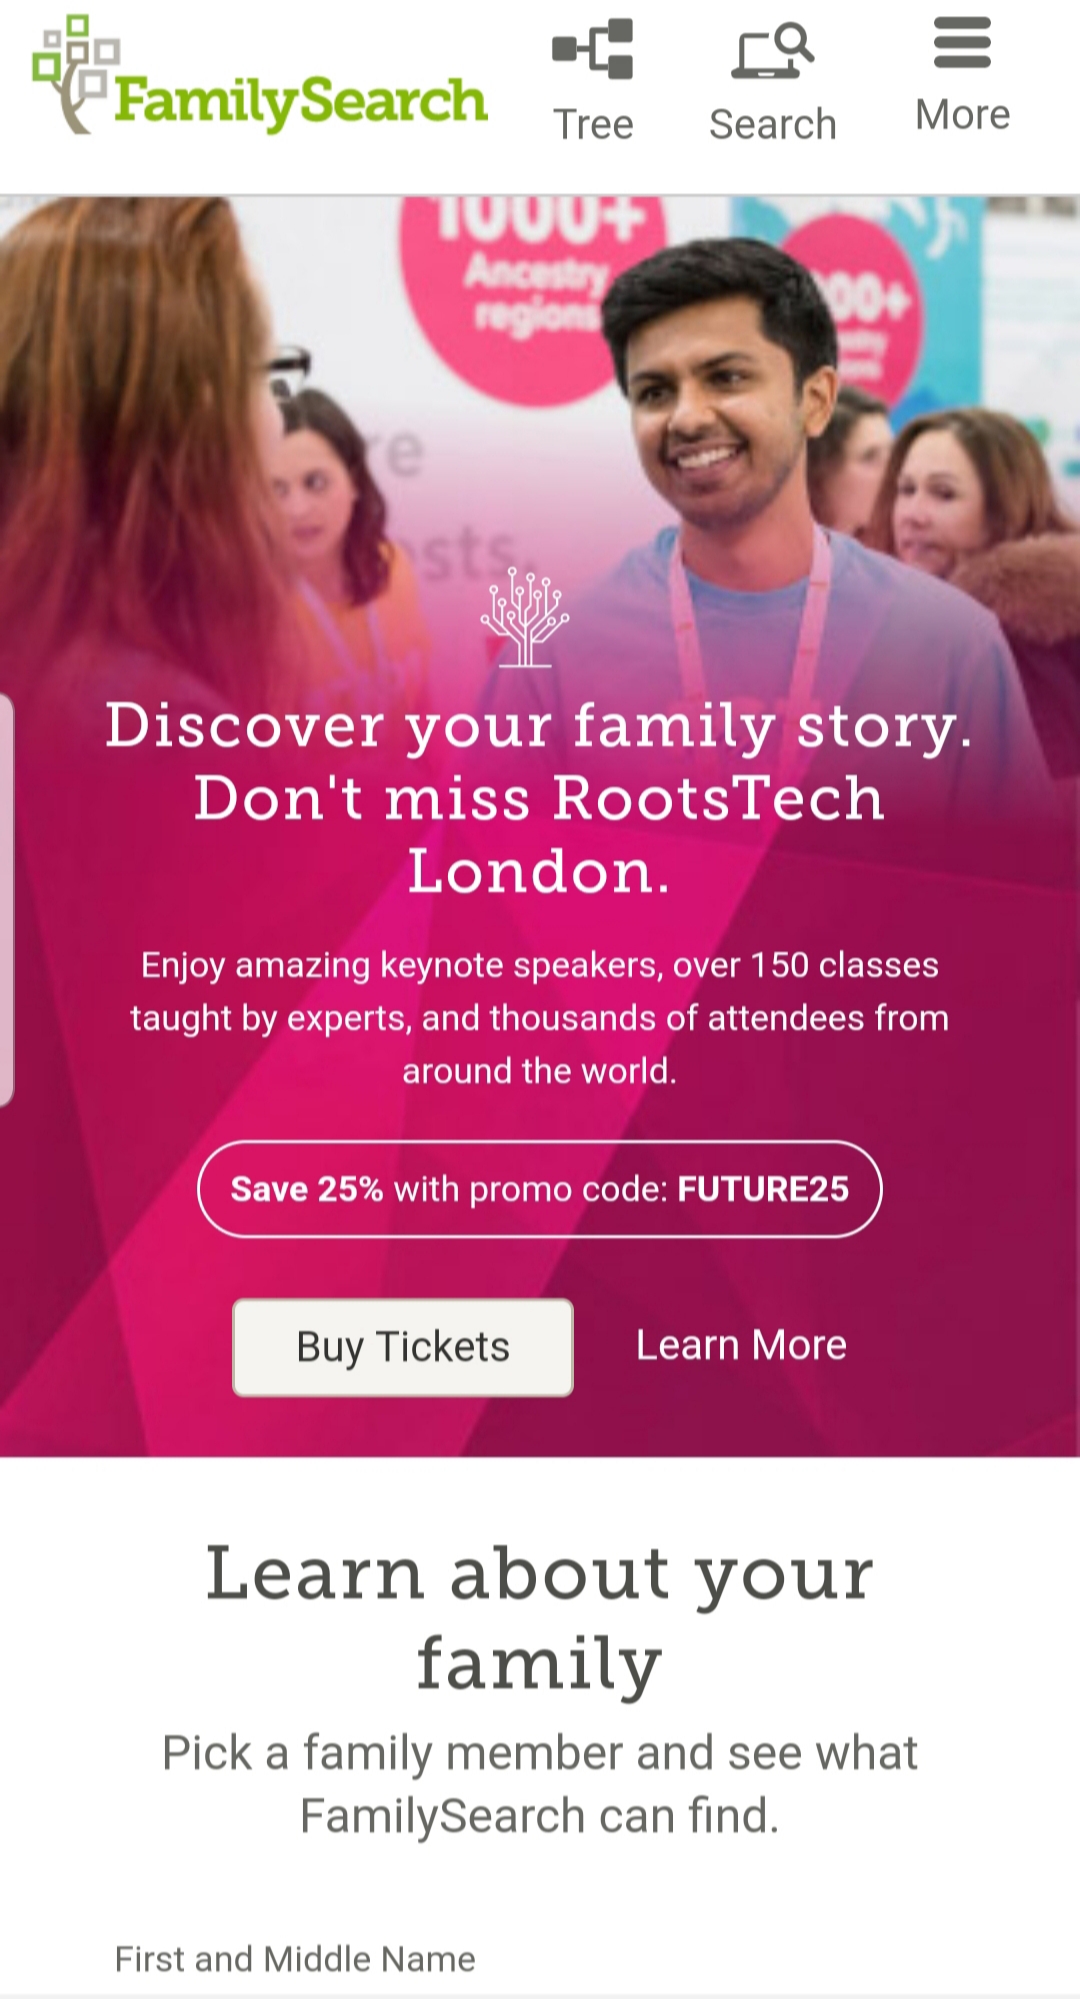 FamilySearch
Tree
Search
More
1000+
Ancestry
regions
00+
re
sts
Discover your family story.
Don't miss RootsTech
London.
Enjoy amazing keynote speakers, over 150 classes
taught by experts, and thousands of attendees from
around the world.
Save 25% with promo code: FUTURE25
Buy Tickets
Learn More
Learn about your
family
Pick a family member and see what
FamilySearch can find.
First and Middle Name